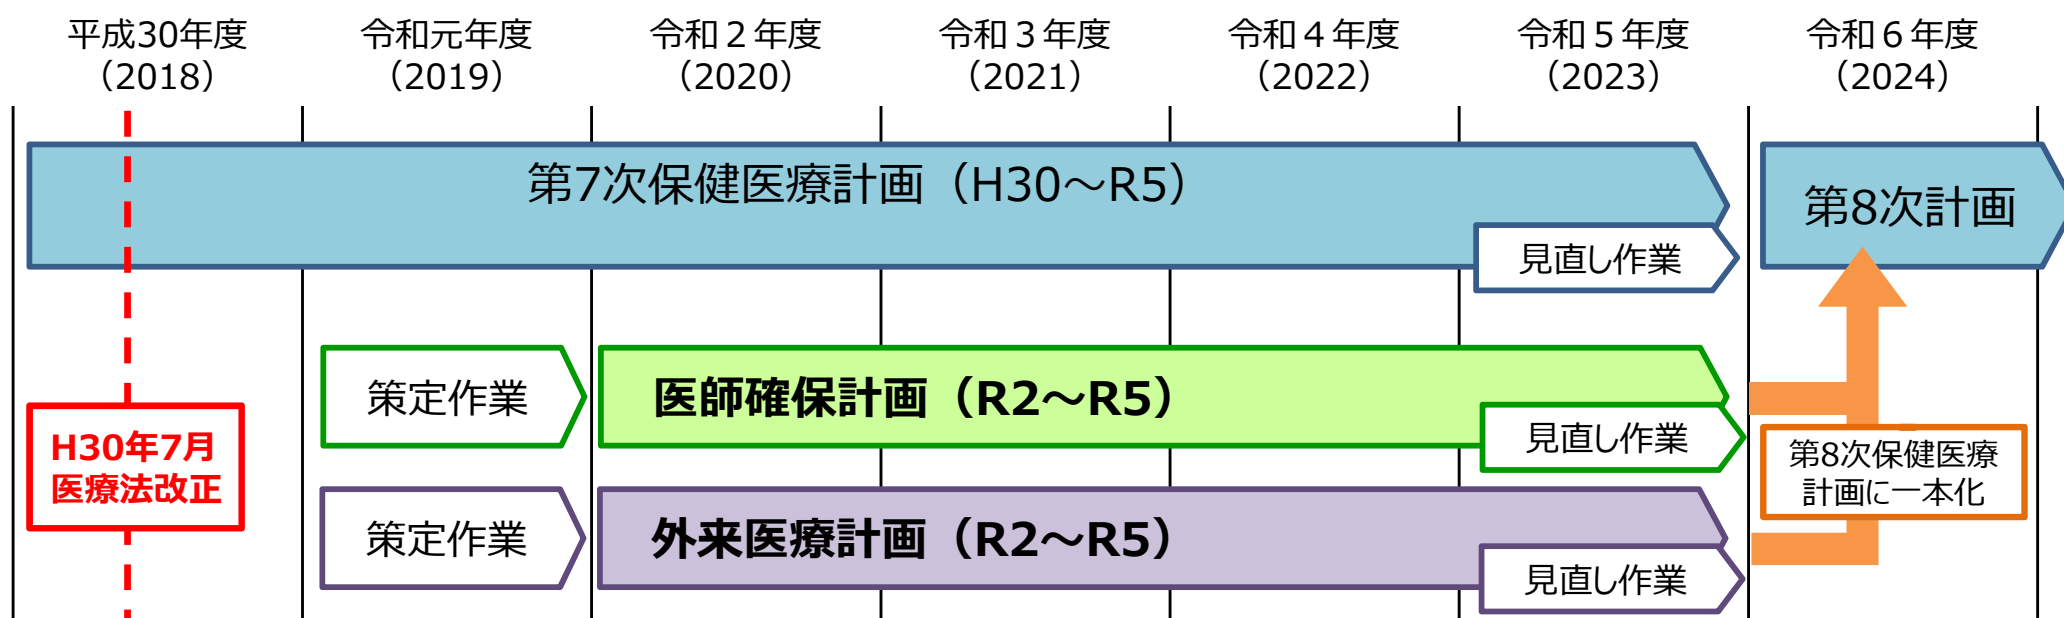 平成30年度
（2018）
令和元年度
（2019）
令和２年度
（2020）
令和３年度
（2021）
令和４年度
（2022）
令和５年度
（2023）
令和６年度
（2024）
第7次保健医療計画（H30～R5）
第8次計画
見直し作業
策定作業
医師確保計画（R2～R5）
見直し作業
H30年7月
医療法改正
第8次保健医療
計画に一本化
策定作業
外来医療計画（R2～R5）
見直し作業